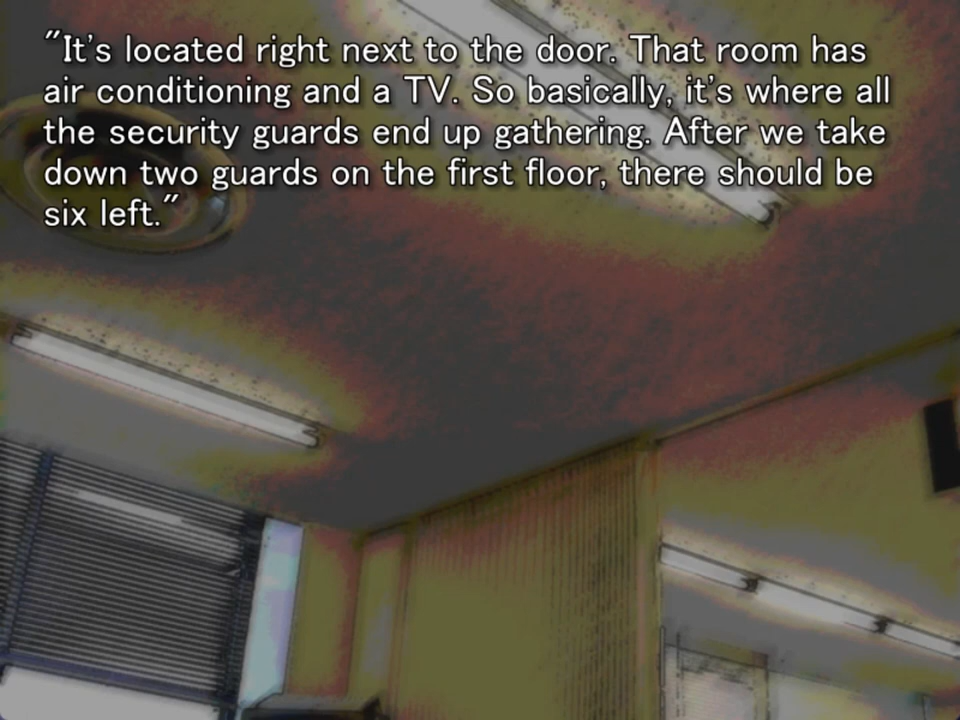 "It's located right next to the door. That room has
air conditioning and a TV. So basically, it's where all
the security guards end up gathering. After we take
down two guards on the first floor, there should be
six left."